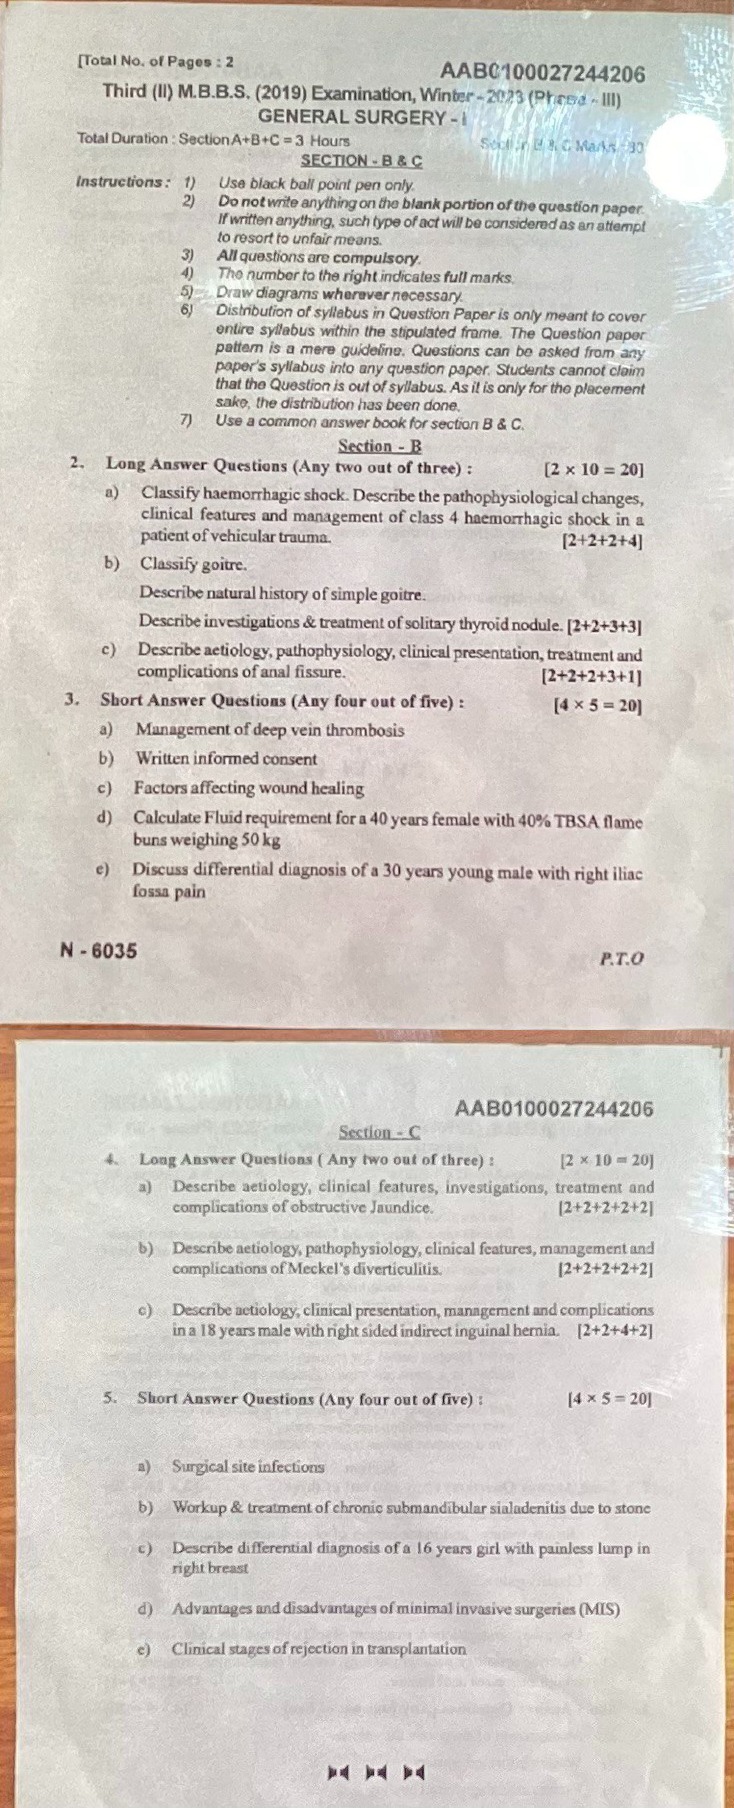 [Total No. of Pages : 2
AAB0100027244206
Third (II) M.B.B.S. (2019) Examination, Winter - 2023 (Phase - III)
GENERAL SURGERY - I
Total Duration : Section A+B+C = 3 Hours
Section B & C Marks - 80
SECTION - B & C
Instructions : 1) Use black ball point pen only.
2) Do not write anything on the blank portion of the question paper.
If written anything, such type of act will be considered as an attempt
to resort to unfair means.
3) All questions are compulsory.
4) The number to the right indicates full marks.
5) Draw diagrams wherever necessary.
6) Distribution of syllabus in Question Paper is only meant to cover
entire syllabus within the stipulated frame. The Question paper
pattern is a mere guideline. Questions can be asked from any
paper's syllabus into any question paper. Students cannot claim
that the Question is out of syllabus. As it is only for the placement
sake, the distribution has been done.
7) Use a common answer book for section B & C.
Section - B
2. Long Answer Questions (Any two out of three) : [2 × 10 = 20]
a) Classify haemorrhagic shock. Describe the pathophysiological changes,
clinical features and management of class 4 haemorrhagic shock in a
patient of vehicular trauma. [2+2+2+4]
b) Classify goitre.
Describe natural history of simple goitre.
Describe investigations & treatment of solitary thyroid nodule. [2+2+3+3]
c) Describe aetiology, pathophysiology, clinical presentation, treatment and
complications of anal fissure. [2+2+2+3+1]
3. Short Answer Questions (Any four out of five) : [4 × 5 = 20]
a) Management of deep vein thrombosis
b) Written informed consent
c) Factors affecting wound healing
d) Calculate Fluid requirement for a 40 years female with 40% TBSA flame
buns weighing 50 kg
e) Discuss differential diagnosis of a 30 years young male with right iliac
fossa pain
N - 6035
P.T.O
AAB0100027244206
Section - C
4. Long Answer Questions ( Any two out of three) : [2 × 10 = 20]
a) Describe aetiology, clinical features, investigations, treatment and
complications of obstructive Jaundice. [2+2+2+2+2]
b) Describe aetiology, pathophysiology, clinical features, management and
complications of Meckel's diverticulitis. [2+2+2+2+2]
c) Describe aetiology, clinical presentation, management and complications
in a 18 years male with right sided indirect inguinal hernia. [2+2+4+2]
5. Short Answer Questions (Any four out of five) : [4 × 5 = 20]
a) Surgical site infections
b) Workup & treatment of chronic submandibular sialadenitis due to stone
c) Describe differential diagnosis of a 16 years girl with painless lump in
right breast
d) Advantages and disadvantages of minimal invasive surgeries (MIS)
e) Clinical stages of rejection in transplantation